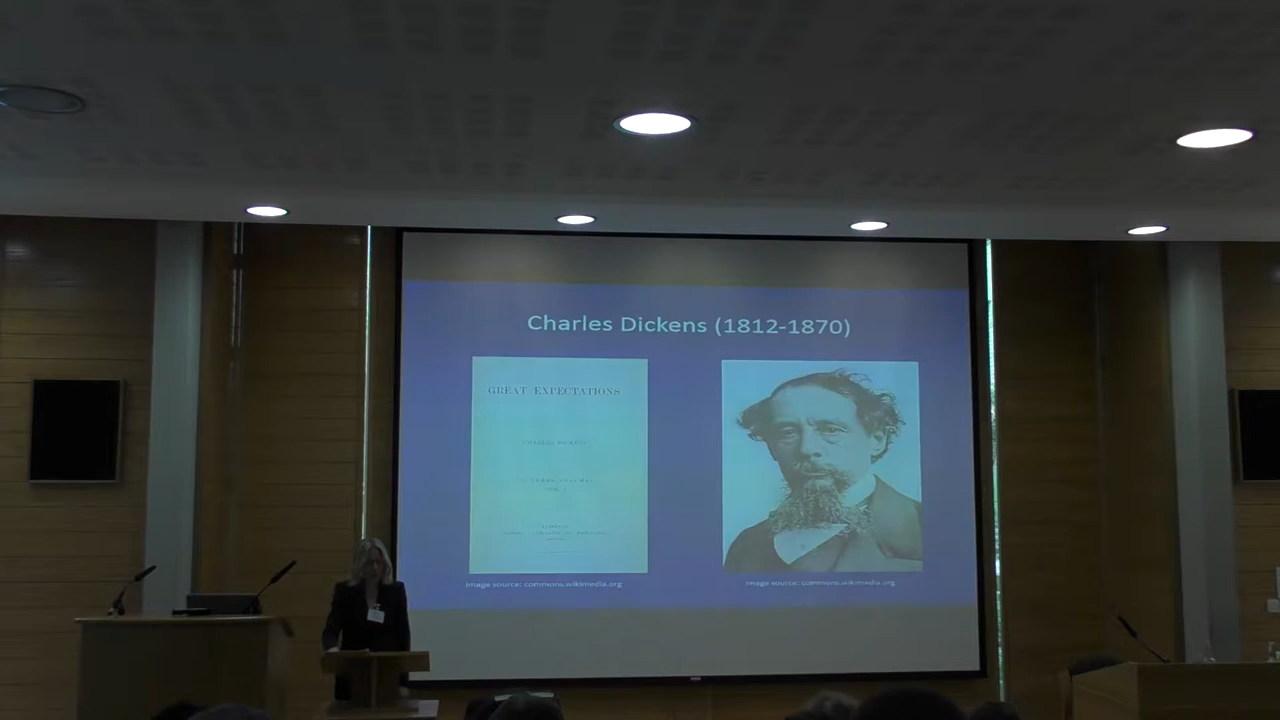 Charles Dickens (1812-1870)
GREAT EXPECTATIONS
Image source: commons.wikimedia.org
Image source: commons.wikimedia.org